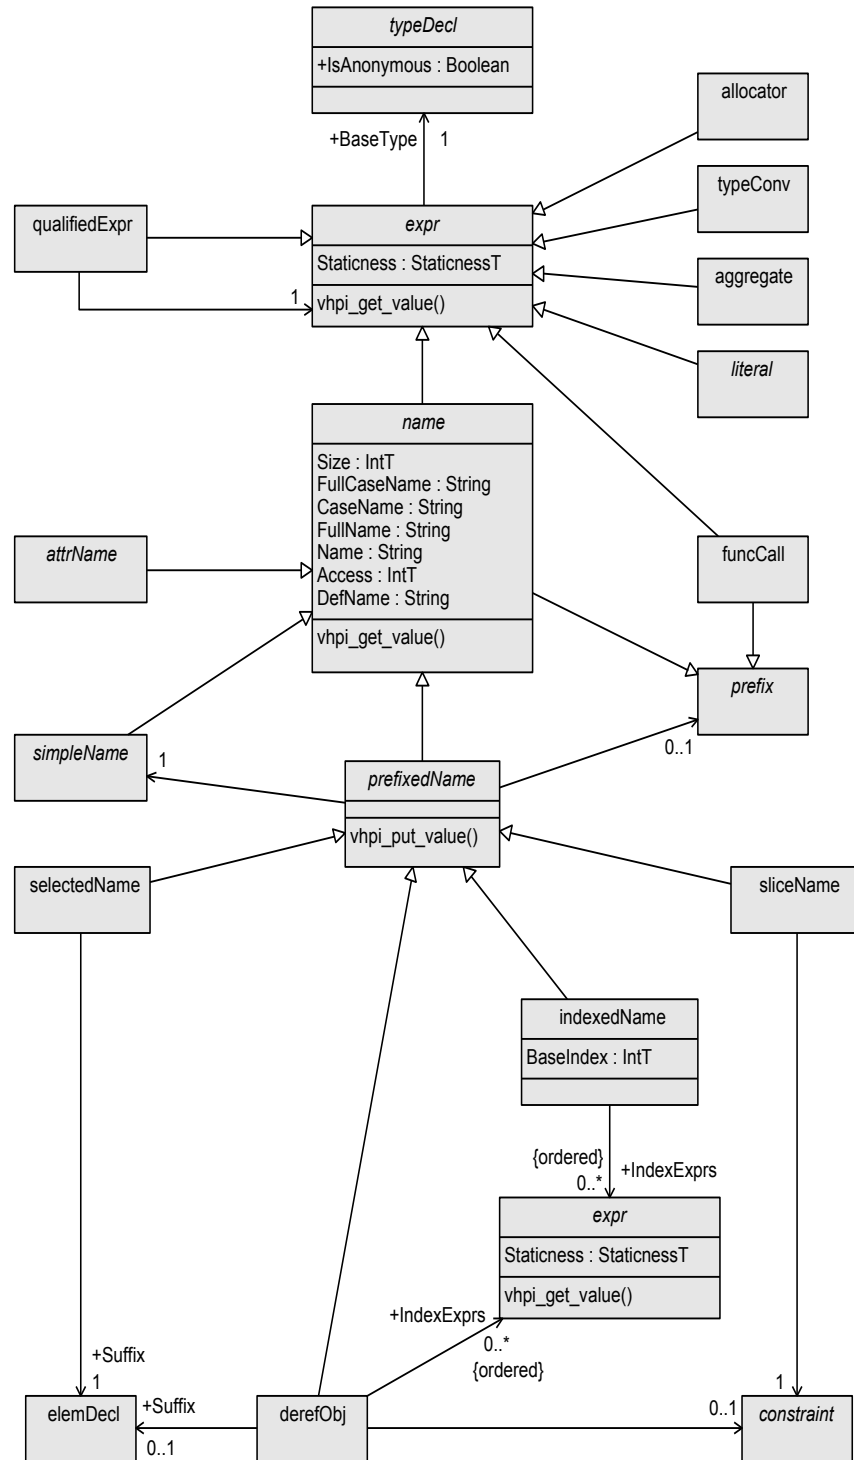 typeDecl
+IsAnonymous : Boolean
allocator
+BaseType 1
typeConv
qualifiedExpr
expr
Staticness : StaticnessT
aggregate
1
vhpi_get_value()
literal
name
Size : IntT
FullCaseName : String
CaseName : String
FullName : String
Name : String
Access : IntT
DefName : String
vhpi_get_value()
attrName
funcCall
prefix
simpleName
1
0..1
prefixedName
vhpi_put_value()
selectedName
sliceName
indexedName
BaseIndex : IntT
{ordered}
+IndexExprs
0..*
expr
Staticness : StaticnessT
vhpi_get_value()
+IndexExprs
0..*
{ordered}
+Suffix
1
1
elemDecl
+Suffix
0..1
derefObj
0..1
constraint